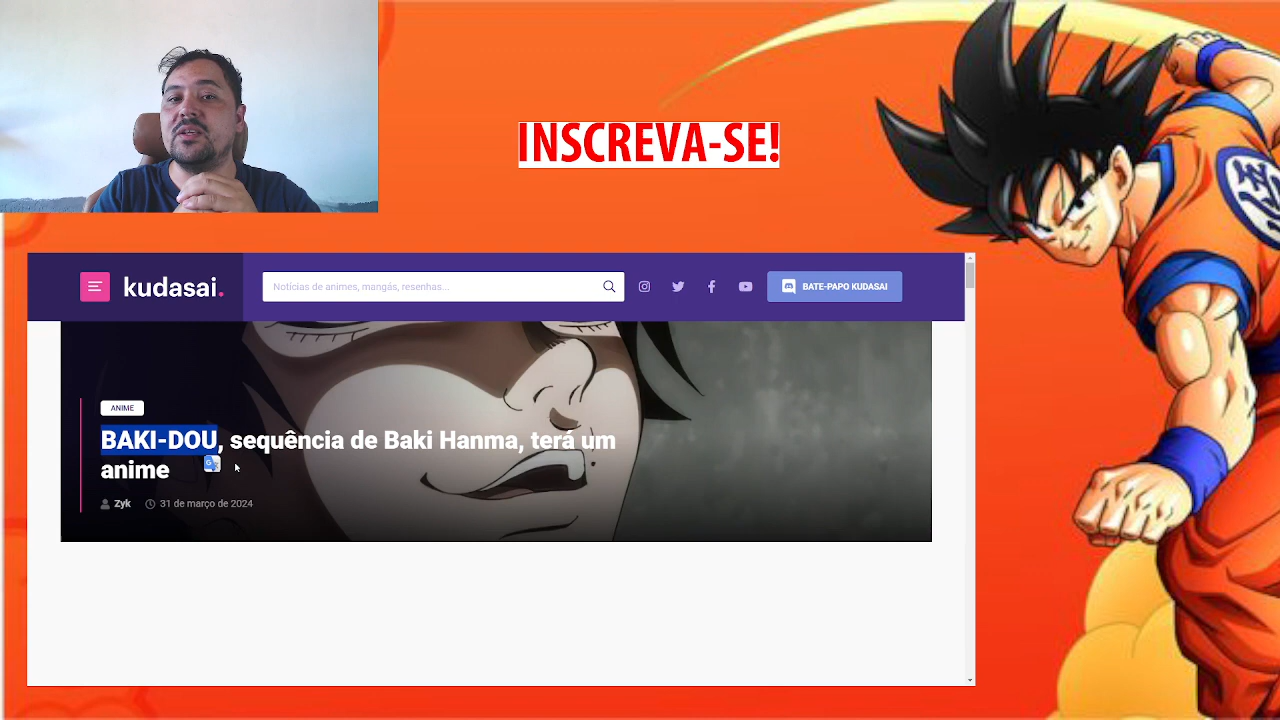 INSCREVA-SE!
kudasai.
Notícias de animes, mangás, resenhas...
BATE-PAPO KUDASAI
ANIME
BAKI-DOU, sequência de Baki Hanma, terá um
anime
Zyk 31 de março de 2024